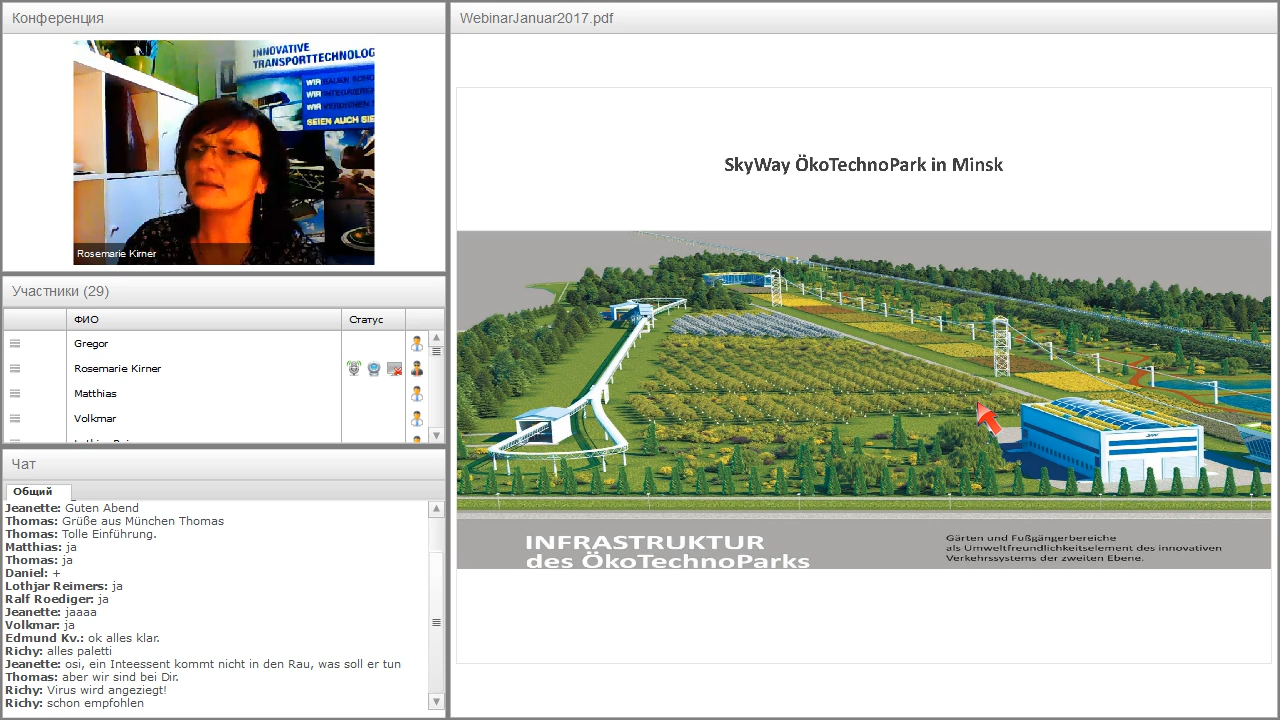 Конференция
INNOVATIVE
TRANSPORTTECHNOLOG
WIR BAUEN
WIR INTEGRIEREN
WIR
SEIEN AUCH SIE
Rosemarie Kirner
Участники (29)
ФИО
Статус
Gregor
Rosemarie Kirner
Matthias
Volkmar
Чат
Общий
Jeanette: Guten Abend
Thomas: Grüße aus München Thomas
Thomas: Tolle Einführung.
Matthias: ja
Thomas: ja
Daniel: +
Lothjar Reimers: ja
Ralf Roediger: ja
Jeanette: jaaaa
Volkmar: ja
Edmund Kv.: ok alles klar.
Richy: alles paletti
Jeanette: osi, ein Inteessent kommt nicht in den Rau, was soll er tun
Thomas: aber wir sind bei Dir.
Richy: Virus wird angeziegt!
Richy: schon empfohlen
WebinarJanuar2017.pdf
SkyWay ÖkoTechnoPark in Minsk
INFRASTRUKTUR
des ÖkoTechnoParks
Gärten und Fußgängerbereiche
als Umweltfreundlichkeitselement des innovativen
Verkehrssystems der zweiten Ebene.